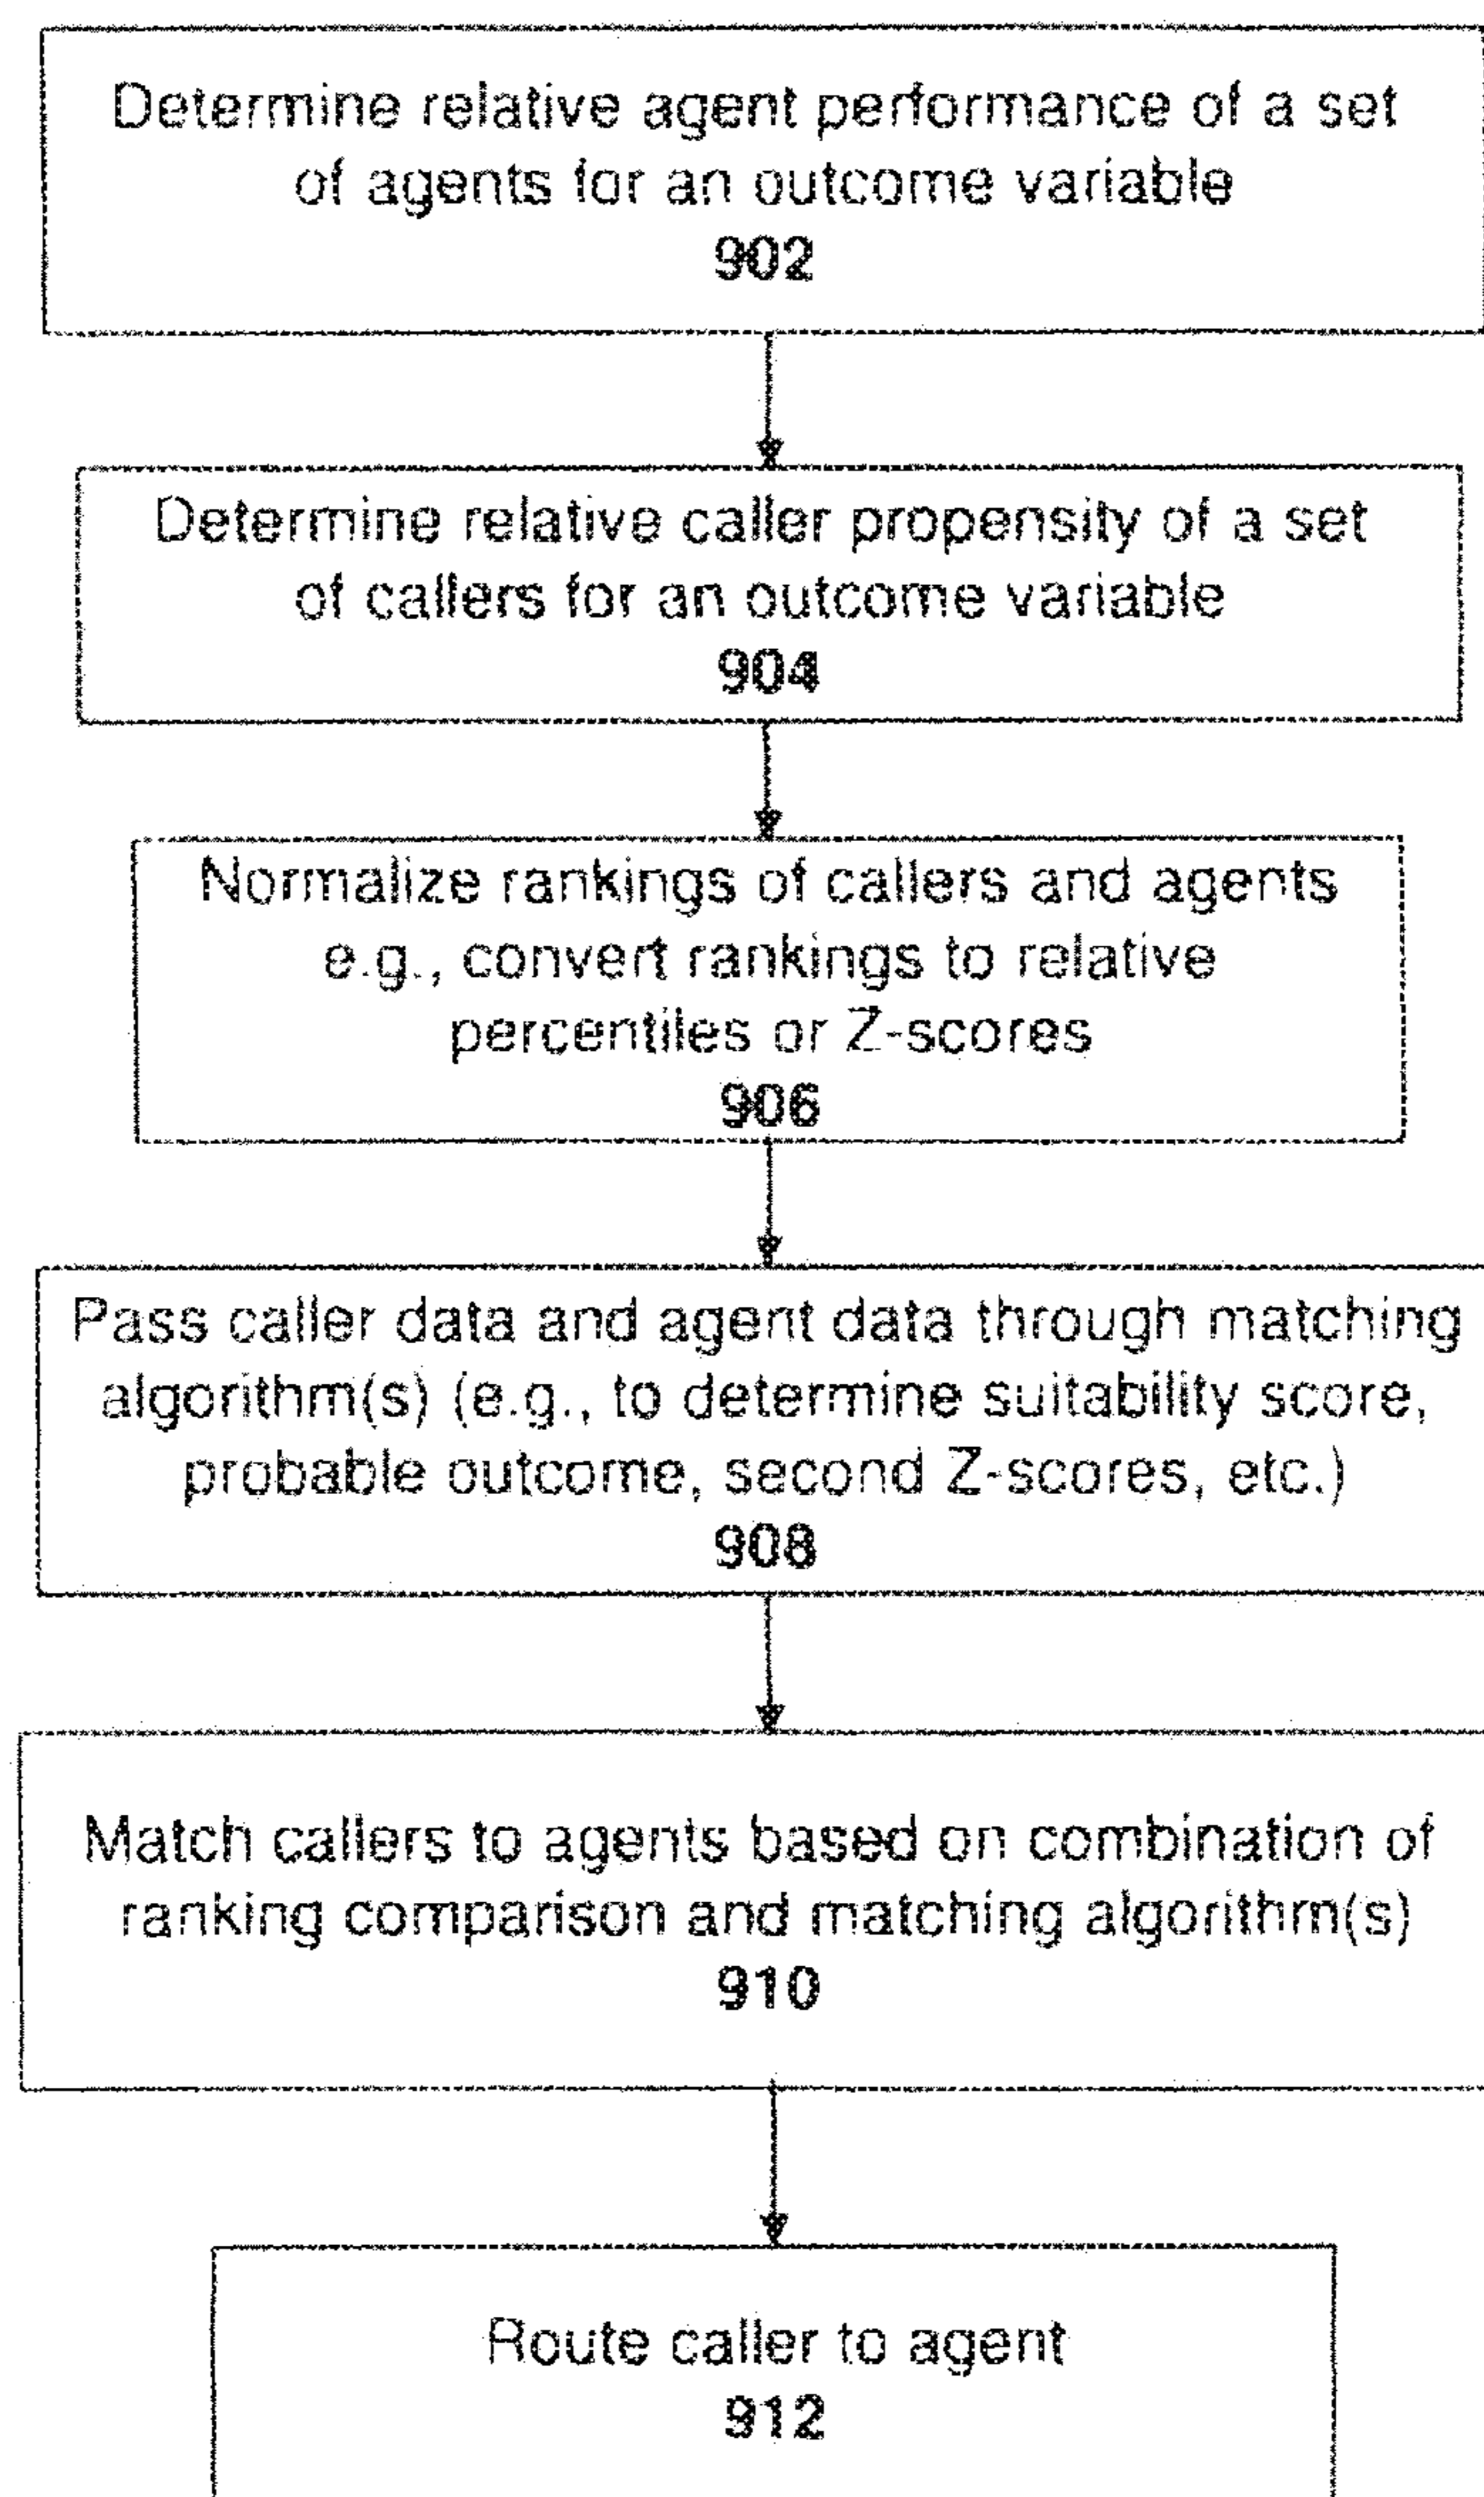 Determine relative agent performance of a set
of agents for an outcome variable
902
Determine relative caller propensity of a set
of callers for an outcome variable
904
Normalize rankings of callers and agents
e.g., convert rankings to relative
percentiles or Z-scores
906
Pass caller data and agent data through matching
algorithm(s) (e.g., to determine suitability score,
probable outcome, second Z-scores, etc.)
908
Match callers to agents based on combination of
ranking comparison and matching algorithm(s)
910
Route caller to agent
912